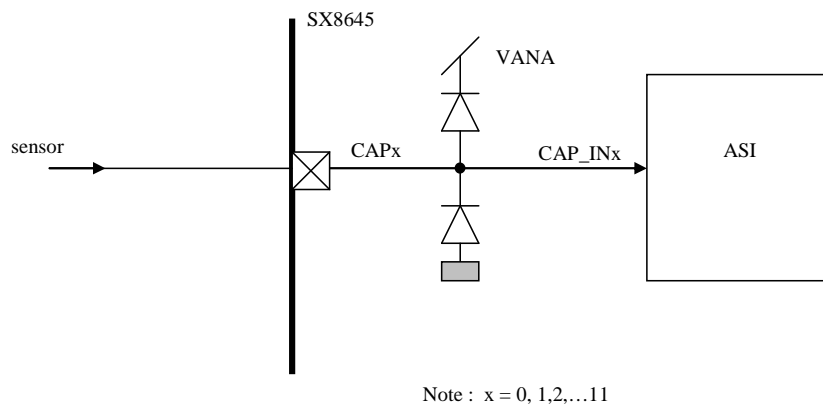 SX8645
VANA
sensor
CAPx
CAP_INx
ASI
Note : x = 0, 1,2,…11